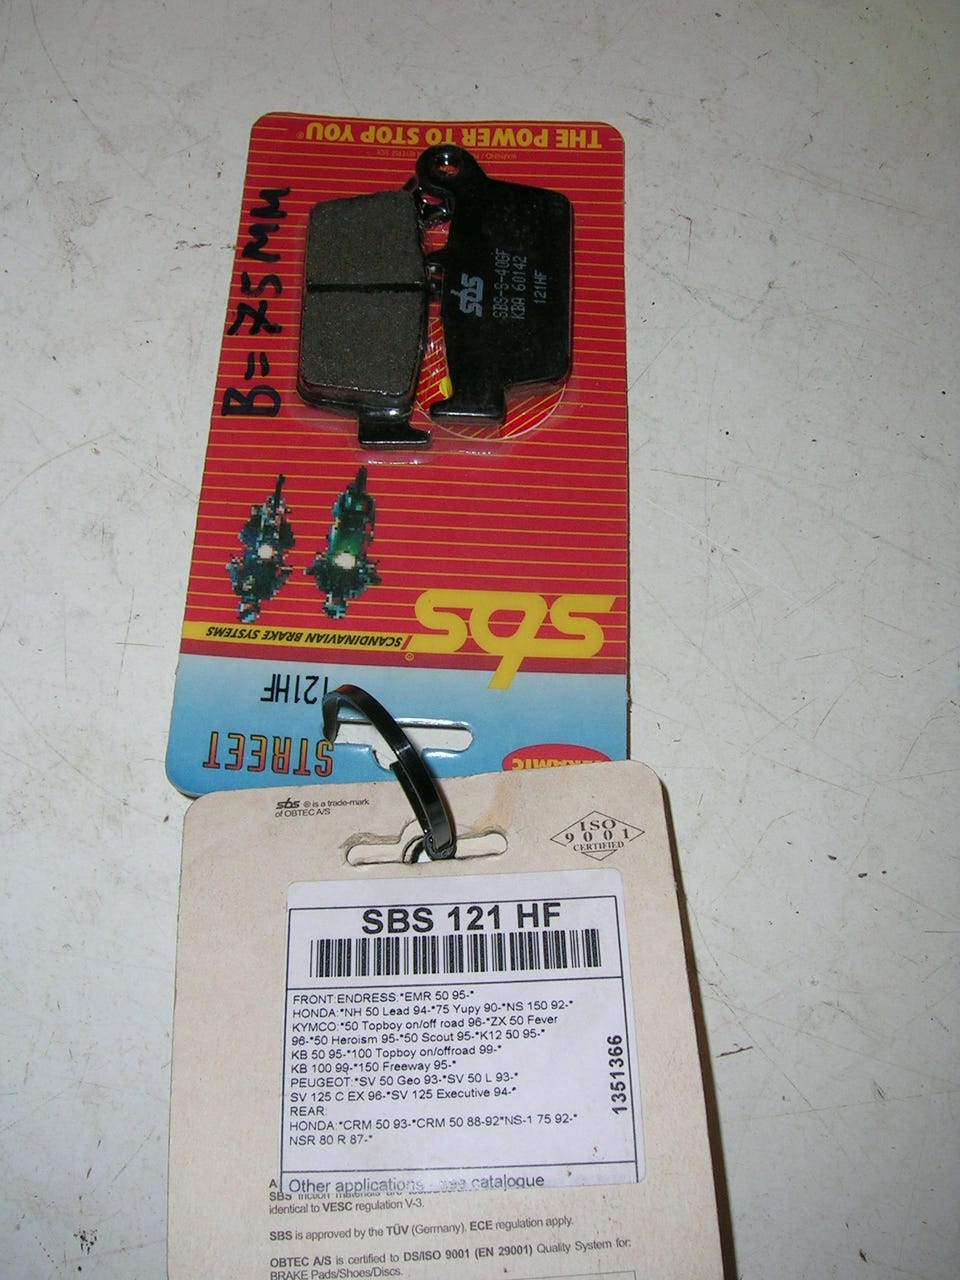 THE POWER TO STOP YOU®
B=75MM
sbs
SBS-S-40GF
KBA 60142
121HF
sbs®
SCANDINAVIAN BRAKE SYSTEMS
121HF
STREET
sbs ® is a trade-mark
of OBTEC A/S
ISO
9001
CERTIFIED
SBS 121 HF
FRONT:ENDRESS:*EMR 50 95-*
HONDA:*NH 50 Lead 94-*75 Yupy 90-*NS 150 92-*
KYMCO:*50 Topboy on/off road 96-*ZX 50 Fever
96-*50 Heroism 95-*50 Scout 95-*K12 50 95-*
KB 50 95-*100 Topboy on/offroad 99-*
KB 100 99-*150 Freeway 95-*
PEUGEOT:*SV 50 Geo 93-*SV 50 L 93-*
SV 125 C EX 96-*SV 125 Executive 94-*
REAR:
HONDA:*CRM 50 93-*CRM 50 88-92*NS-1 75 92-*
NSR 80 R 87-*
1351366
Other applications - see catalogue
SBS friction materials are
identical to VESC regulation V-3.
SBS is approved by the TÜV (Germany). ECE regulation apply.
OBTEC A/S is certified to DS/ISO 9001 (EN 29001) Quality System for:
BRAKE Pads/Shoes/Discs.